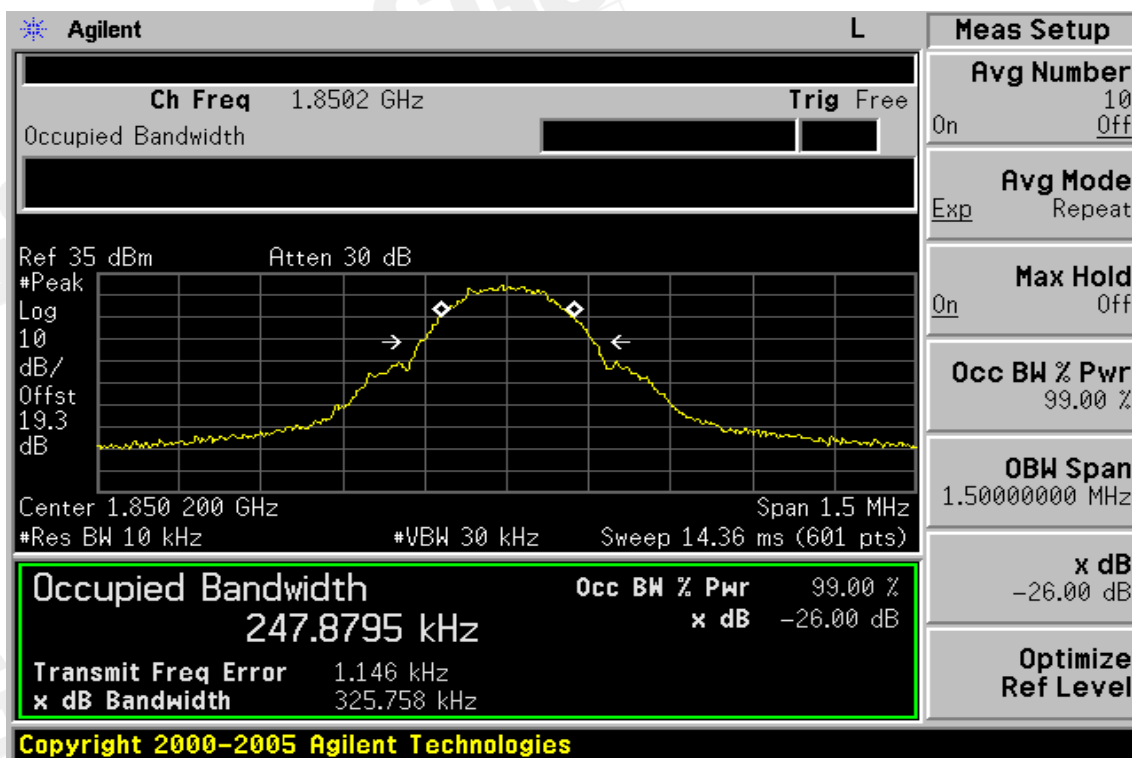 Agilent L
Meas Setup
Avg Number
10
On Off
Ch Freq 1.8502 GHz Trig Free
Occupied Bandwidth
Avg Mode
Exp Repeat
Ref 35 dBm Atten 30 dB
#Peak
Log
10
dB/
Offst
19.3
dB
Max Hold
On Off
Occ BW % Pwr
99.00 %
OBW Span
1.50000000 MHz
Center 1.850 200 GHz Span 1.5 MHz
#Res BW 10 kHz #VBW 30 kHz Sweep 14.36 ms (601 pts)
x dB
-26.00 dB
Optimize
Ref Level
Occupied Bandwidth Occ BW % Pwr 99.00 %
247.8795 kHz x dB -26.00 dB
Transmit Freq Error 1.146 kHz
x dB Bandwidth 325.758 kHz
Copyright 2000-2005 Agilent Technologies